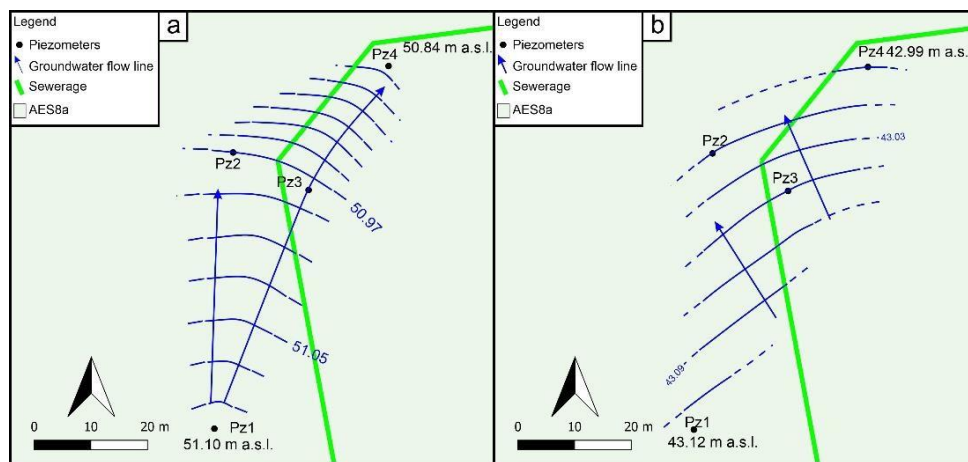 Legend
Piezometers
Groundwater flow line
Sewerage
AES8a
a
50.84 m a.s.l.
Pz4
Pz2
Pz3
50.97
51.05
Pz1
51.10 m a.s.l.
0 10 20 m
Legend
Piezometers
Groundwater flow line
Sewerage
AES8a
b
Pz4 42.99 m a.s.l.
Pz2
43.03
Pz3
43.09
Pz1
43.12 m a.s.l.
0 10 20 m